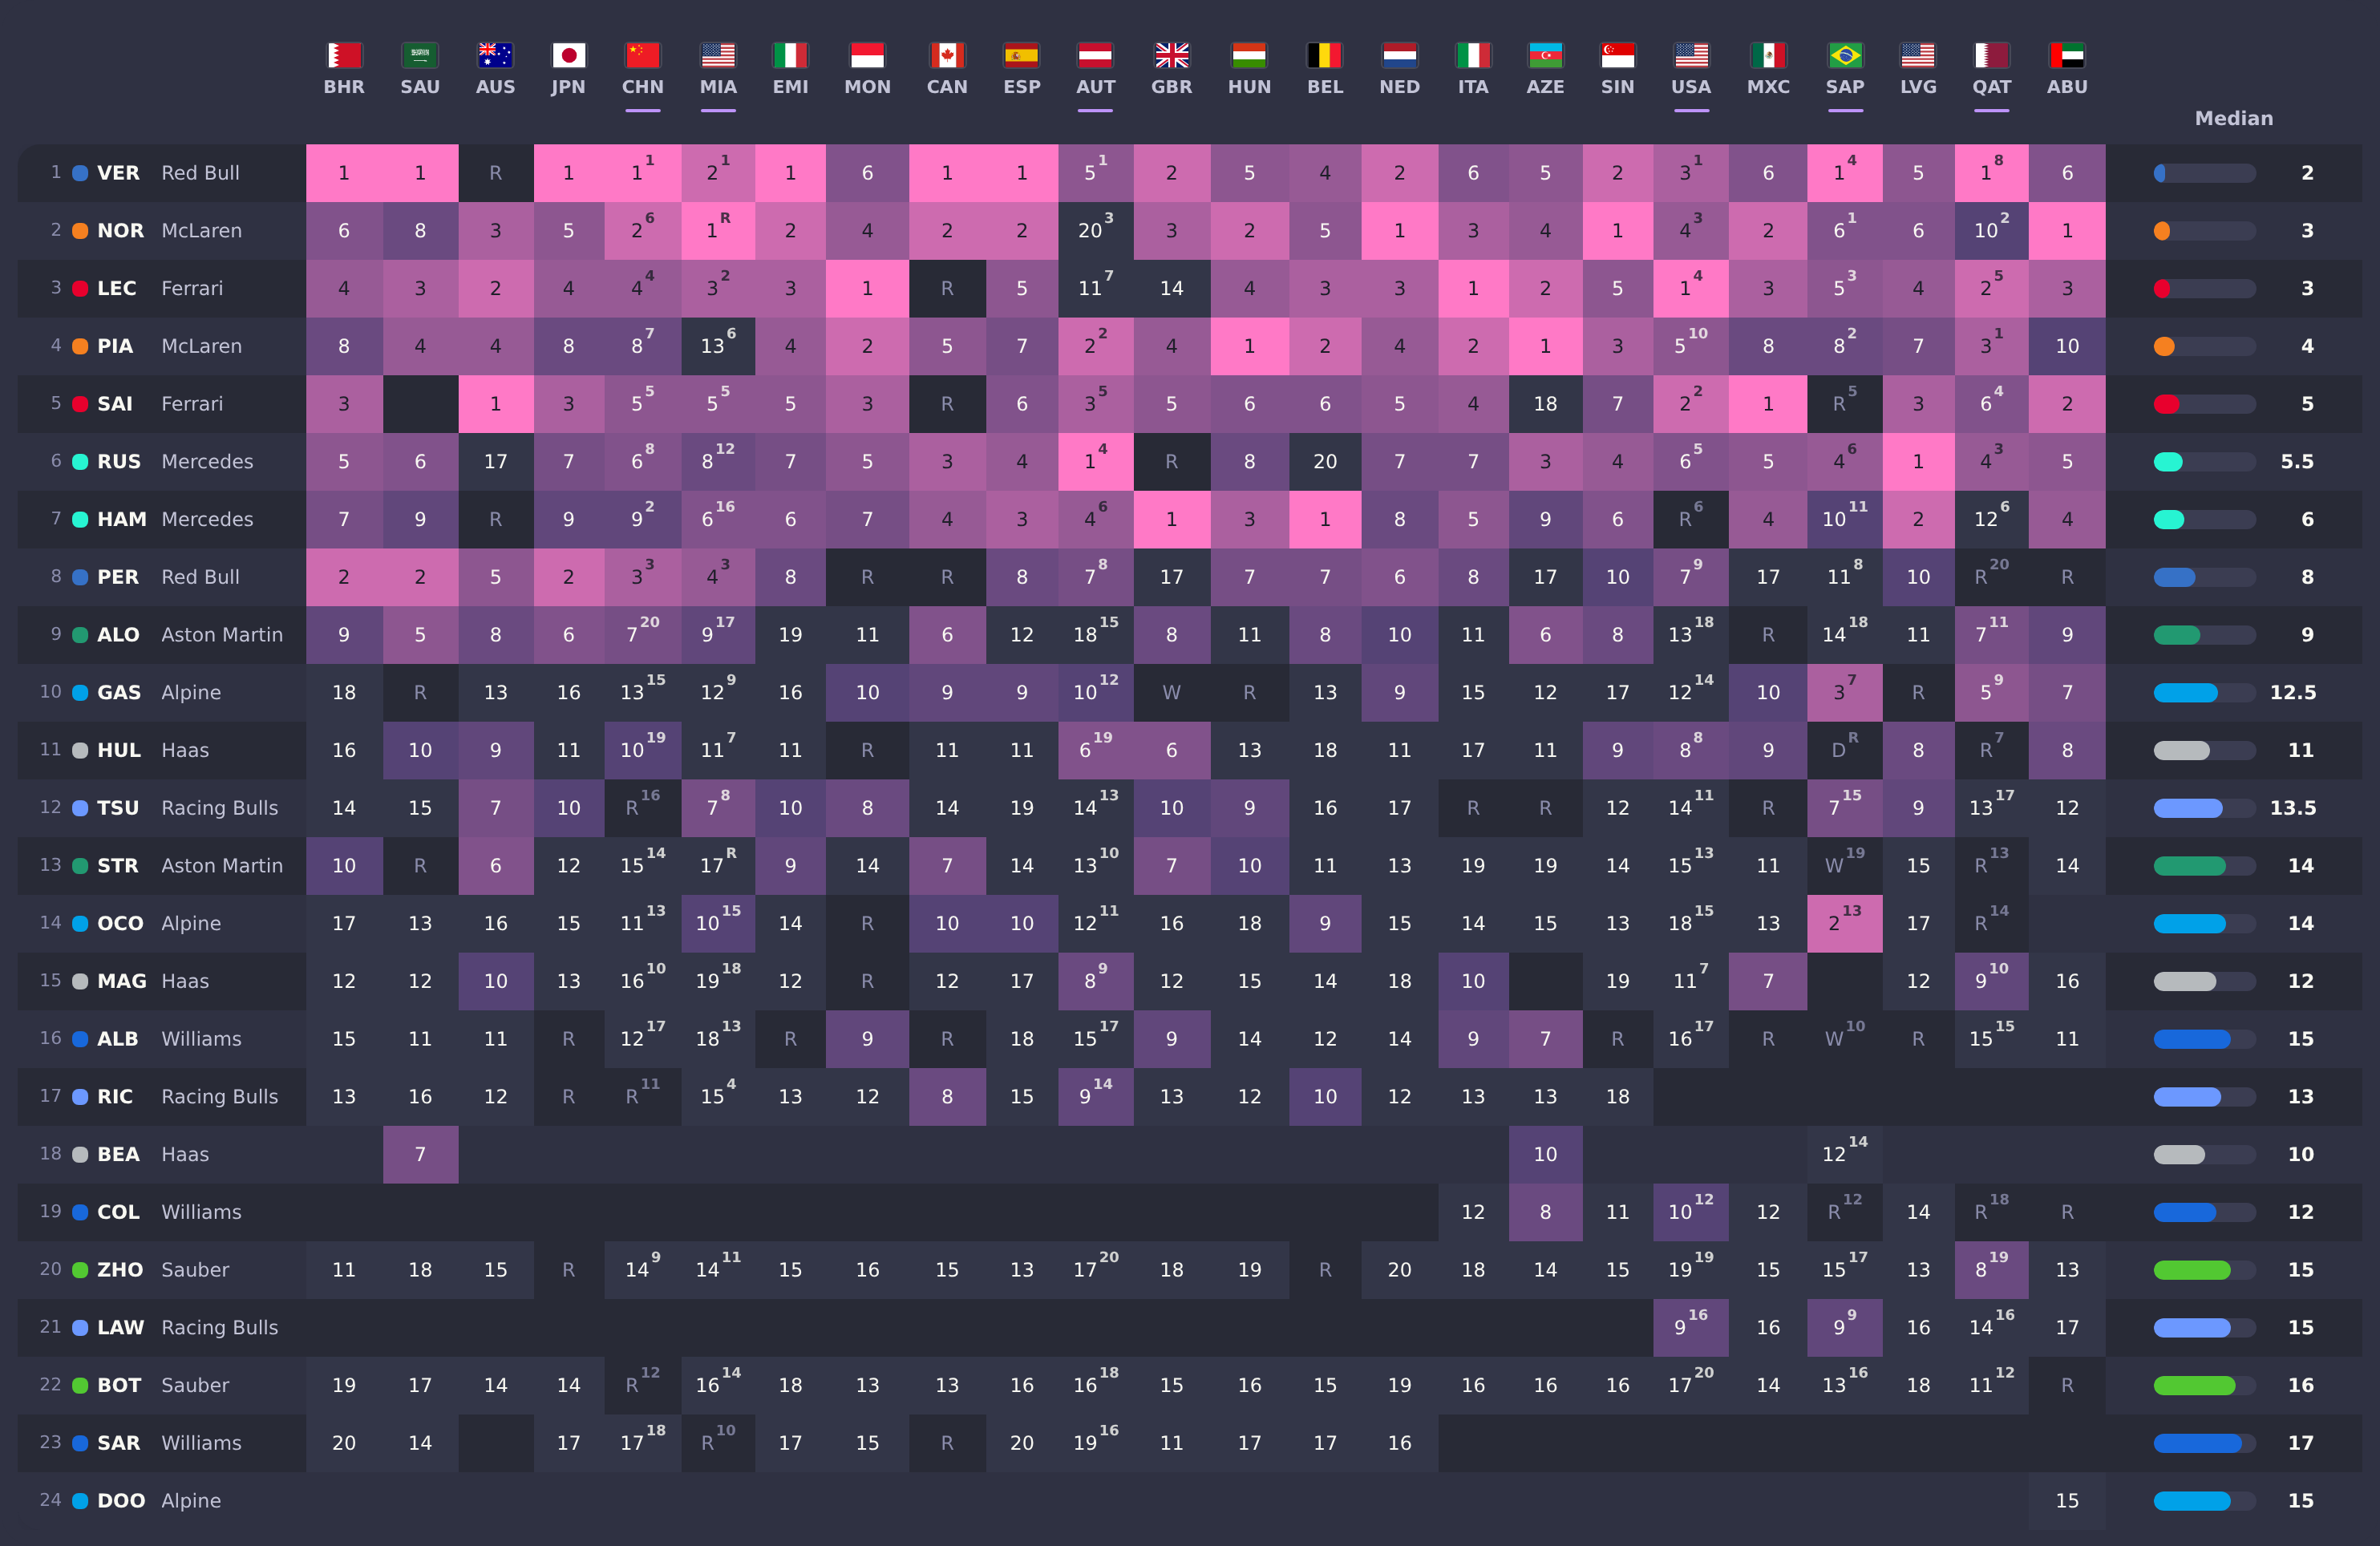 BHR SAU AUS JPN CHN MIA EMI MON CAN ESP AUT GBR HUN BEL NED ITA AZE SIN USA MXC SAP LVG QAT ABU
Median
1 VER Red Bull 1 1 R 1 1 1 2 1 1 6 1 1 5 1 2 5 4 2 6 5 2 3 1 6 1 4 5 1 8 6 2
2 NOR McLaren 6 8 3 5 2 6 1 R 2 4 2 2 20 3 3 2 5 1 3 4 1 4 3 2 6 1 6 10 2 1 3
3 LEC Ferrari 4 3 2 4 4 4 3 2 3 1 R 5 11 7 14 4 3 3 1 2 5 1 4 3 5 3 4 2 5 3 3
4 PIA McLaren 8 4 4 8 8 7 13 6 4 2 5 7 2 2 4 1 2 4 2 1 3 5 10 8 8 2 7 3 1 10 4
5 SAI Ferrari 3 1 3 5 5 5 5 5 3 R 6 3 5 5 6 6 5 4 18 7 2 2 1 R 5 3 6 4 2 5
6 RUS Mercedes 5 6 17 7 6 8 8 12 7 5 3 4 1 4 R 8 20 7 7 3 4 6 5 5 4 6 1 4 3 5 5.5
7 HAM Mercedes 7 9 R 9 9 2 6 16 6 7 4 3 4 6 1 3 1 8 5 9 6 R 6 4 10 11 2 12 6 4 6
8 PER Red Bull 2 2 5 2 3 3 4 3 8 R R 8 7 8 17 7 7 6 8 17 10 7 9 17 11 8 10 R 20 R 8
9 ALO Aston Martin 9 5 8 6 7 20 9 17 19 11 6 12 18 15 8 11 8 10 11 6 8 13 18 R 14 18 11 7 11 9 9
10 GAS Alpine 18 R 13 16 13 15 12 9 16 10 9 9 10 12 W R 13 9 15 12 17 12 14 10 3 7 R 5 9 7 12.5
11 HUL Haas 16 10 9 11 10 19 11 7 11 R 11 11 6 19 6 13 18 11 17 11 9 8 8 9 D R 8 R 7 8 11
12 TSU Racing Bulls 14 15 7 10 R 16 7 8 10 8 14 19 14 13 10 9 16 17 R R 12 14 11 R 7 15 9 13 17 12 13.5
13 STR Aston Martin 10 R 6 12 15 14 17 R 9 14 7 14 13 10 7 10 11 13 19 19 14 15 13 11 W 19 15 R 13 14 14
14 OCO Alpine 17 13 16 15 11 13 10 15 14 R 10 10 12 11 16 18 9 15 14 15 13 18 15 13 2 13 17 R 14 14
15 MAG Haas 12 12 10 13 16 10 19 18 12 R 12 17 8 9 12 15 14 18 10 19 11 7 7 12 9 10 16 12
16 ALB Williams 15 11 11 R 12 17 18 13 R 9 R 18 15 17 9 14 12 14 9 7 R 16 17 R W 10 R 15 15 11 15
17 RIC Racing Bulls 13 16 12 R R 11 15 4 13 12 8 15 9 14 13 12 10 12 13 13 18 13
18 BEA Haas 7 10 12 14 10
19 COL Williams 12 8 11 10 12 12 R 12 14 R 18 R 12
20 ZHO Sauber 11 18 15 R 14 9 14 11 15 16 15 13 17 20 18 19 R 20 18 14 15 19 19 15 15 17 13 8 19 13 15
21 LAW Racing Bulls 9 16 16 9 9 16 14 16 17 15
22 BOT Sauber 19 17 14 14 R 12 16 14 18 13 13 16 16 18 15 16 15 19 16 16 16 17 20 14 13 16 18 11 12 R 16
23 SAR Williams 20 14 17 17 18 R 10 17 15 R 20 19 16 11 17 17 16 17
24 DOO Alpine 15 15